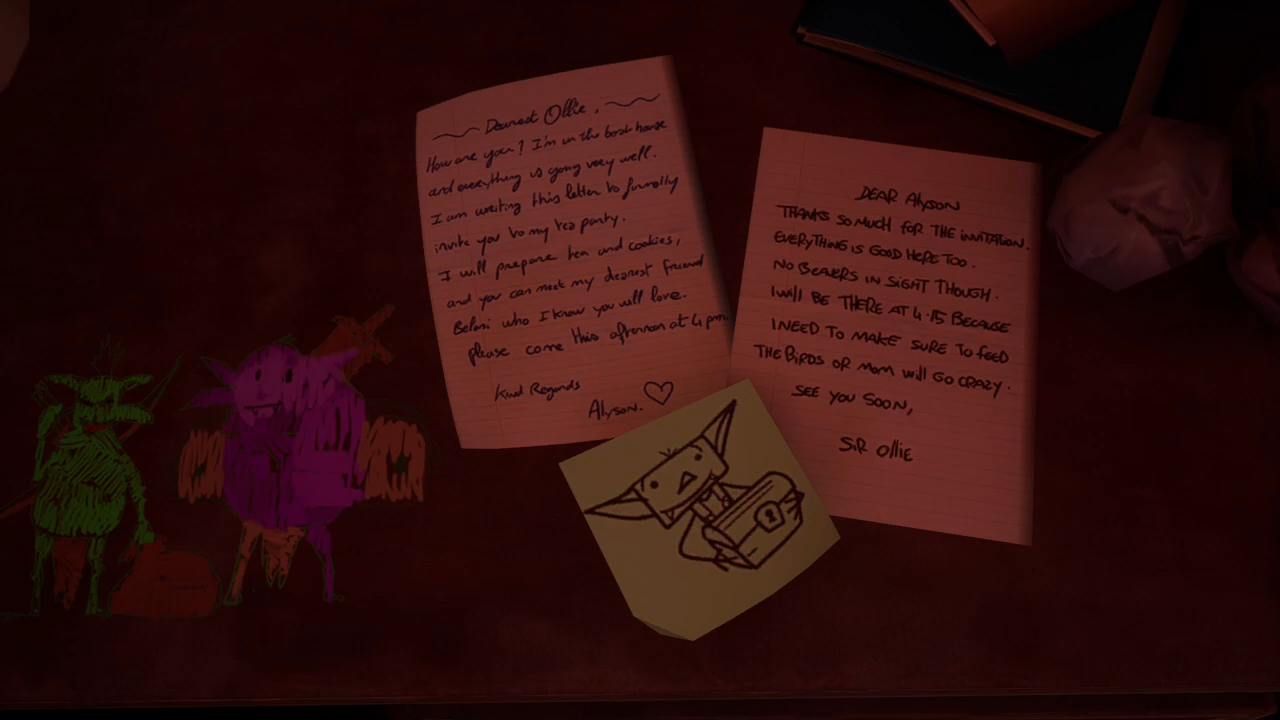 Dearest Ollie,
How are you? I'm in the boat house
and everything is going very well.
I am writing this letter to formally
invite you to my tea party.
I will prepare tea and cookies,
and you can meet my dearest friend
who I know you will love.
please come this afternoon at 4 pm.
Kind Regards
Alyson.
DEAR Alyson
THANKS SO MUCH FOR THE INVITATION.
EVERYTHING IS GOOD HERE TOO.
NO BEAVERS IN SIGHT THOUGH.
I will BE THERE AT 4.15 BECAUSE
I NEED TO MAKE SURE TO FEED
THE BIRDS OR MOM will GO CRAZY.
SEE YOU SOON,
SIR Ollie